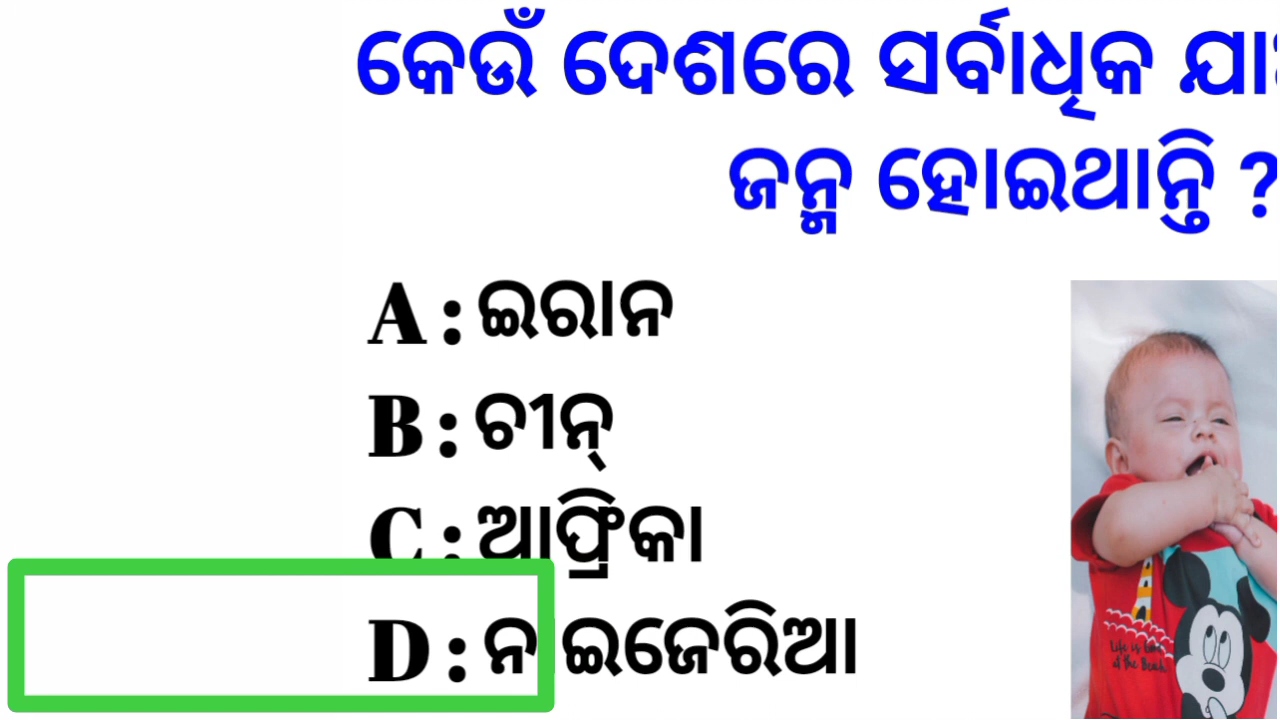 କେଉଁ ଦେଶରେ ସର୍ବାଧିକ
ଜନ୍ମ ହୋଇଥାନ୍ତି ?
A : ଇରାନ
B : ଚୀନ୍
C : ଆଫ୍ରିକା
D : ନାଇଜେରିଆ